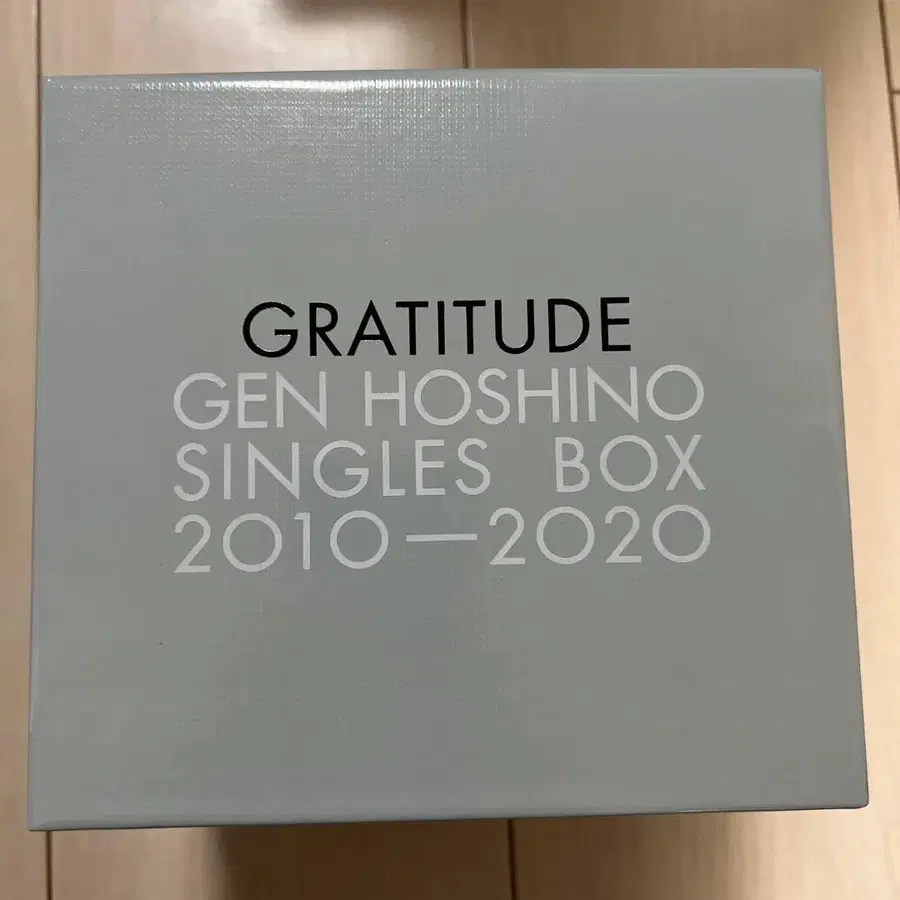 GRATITUDE
GEN HOSHINO
SINGLES BOX
2010—2020